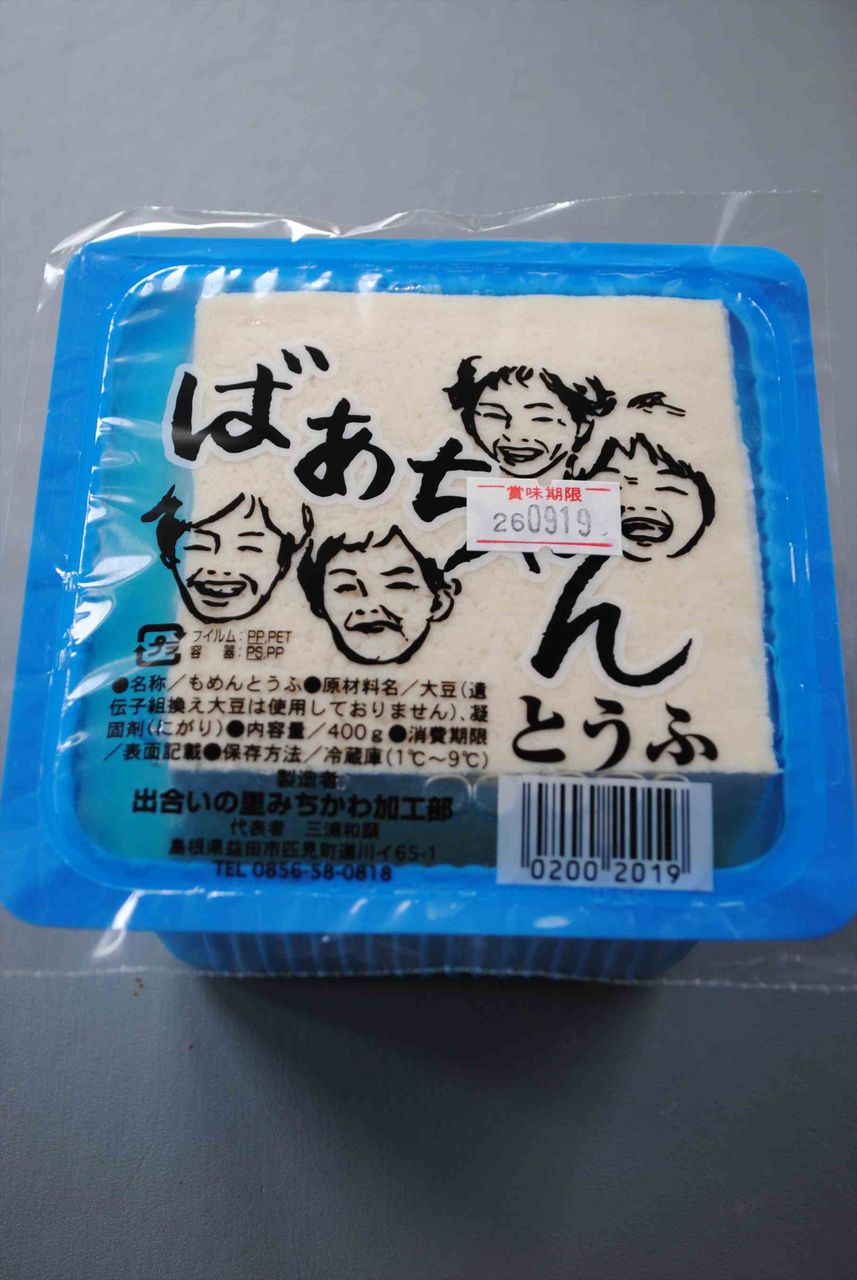 ばあちゃん
とうふ
賞味期限
260919
プラ
フイルム：PP,PET
容　器：PS,PP
●名称／もめんとうふ●原材料名／大豆（遺
伝子組換え大豆は使用しておりません）、凝
固剤（にがり）●内容量／400g●消費期限
／表面記載●保存方法／冷蔵庫（1℃～9℃）
製造者
出合いの里みちかわ加工部
代表者　三浦和顕
島根県益田市匹見町道川イ65-1
TEL 0856-58-0818
0200 2019